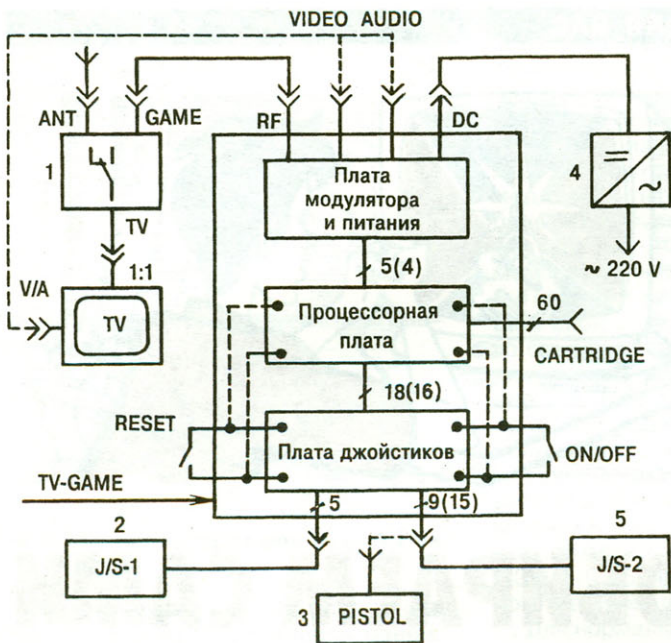 VIDEO AUDIO
ANT
GAME
RF
DC
1
TV
1:1
V/A
TV
Плата
модулятора
и питания
4
~ 220 V
5(4)
Процессорная
плата
60
CARTRIDGE
18(16)
RESET
Плата джойстиков
ON/OFF
TV-GAME
5
9(15)
2
J/S-1
3
PISTOL
5
J/S-2